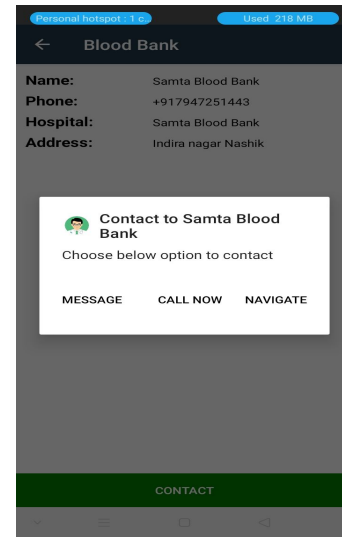 Personal hotspot : 1 c..
Used 218 MB
Blood Bank
Name: Samta Blood Bank
Phone: +917947251443
Hospital: Samta Blood Bank
Address: Indira nagar Nashik
Contact to Samta Blood
Bank
Choose below option to contact
MESSAGE CALL NOW NAVIGATE
CONTACT